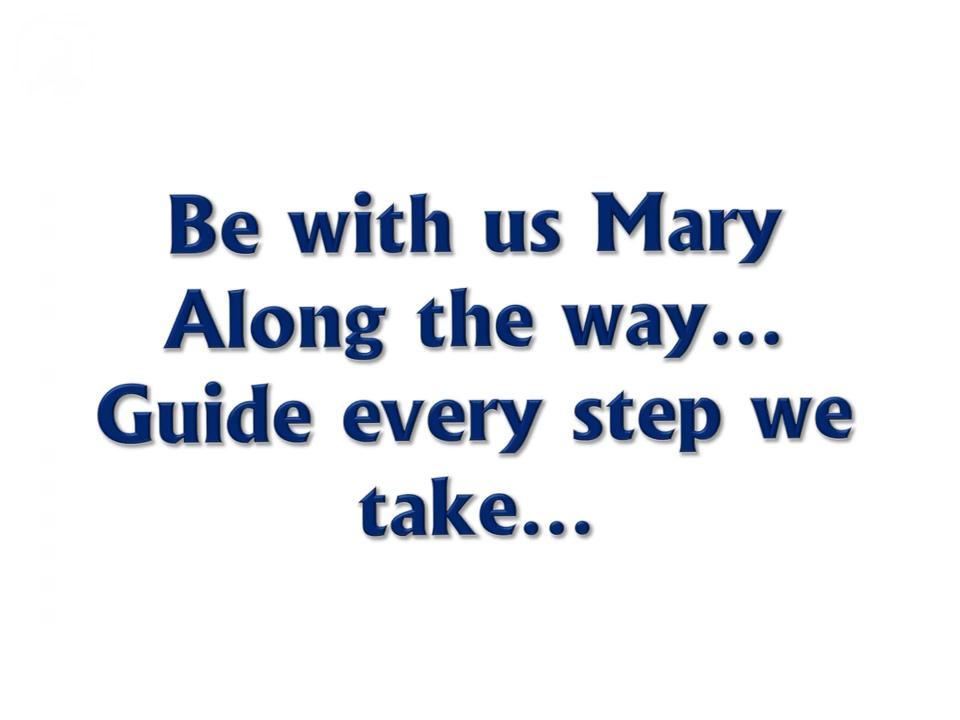 Be with us Mary
Along the way...
Guide every step we
take...